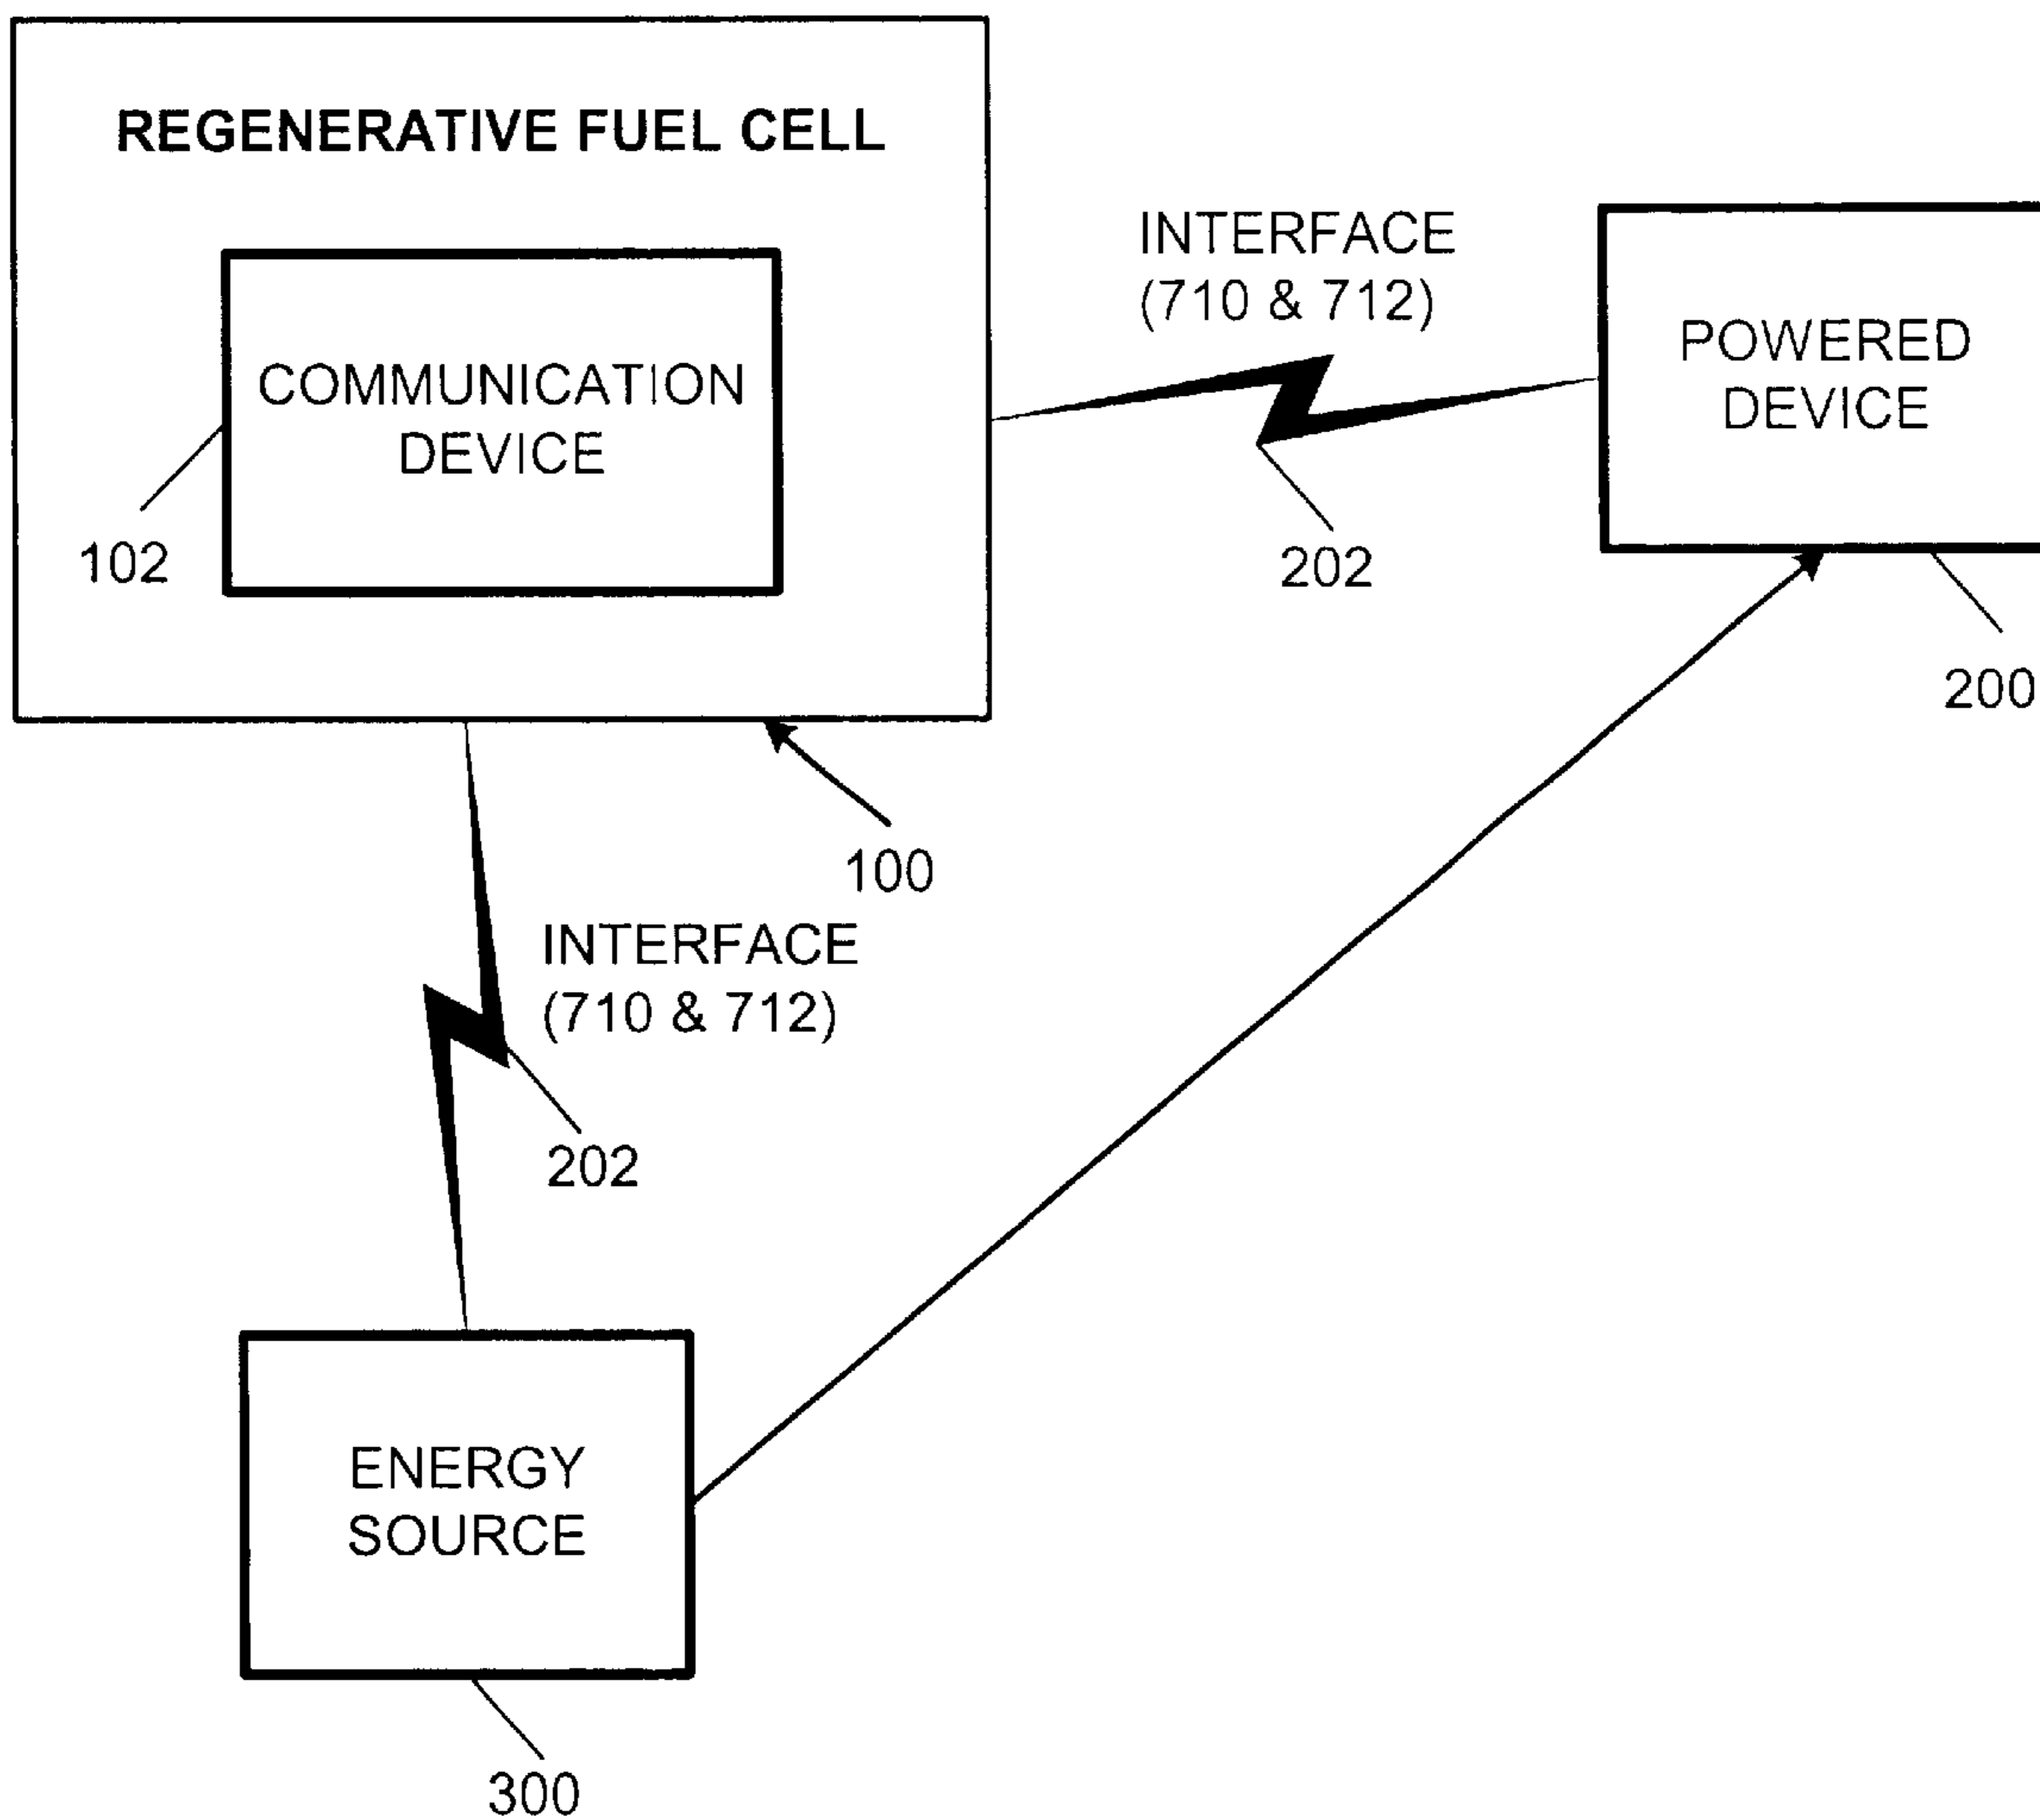 REGENERATIVE FUEL CELL
COMMUNICATION
DEVICE
102
INTERFACE
(710 & 712)
202
POWERED
DEVICE
200
100
INTERFACE
(710 & 712)
202
ENERGY
SOURCE
300